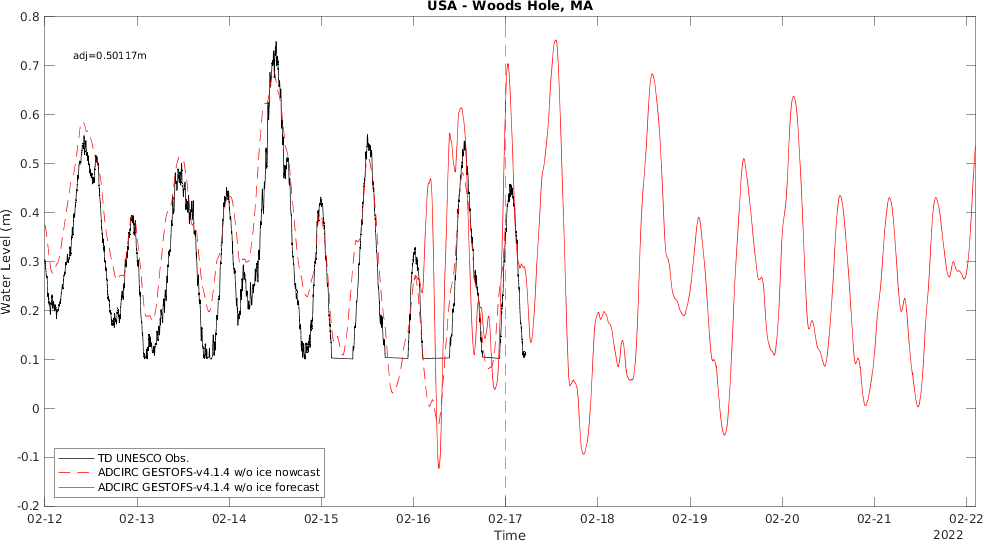 USA - Woods Hole, MA
adj=0.50117m
0.8
0.7
0.6
0.5
0.4
0.3
0.2
0.1
0
-0.1
-0.2
Water Level (m)
TD UNESCO Obs.
ADCIRC GESTOFS-v4.1.4 w/o ice nowcast
ADCIRC GESTOFS-v4.1.4 w/o ice forecast
02-12 02-13 02-14 02-15 02-16 02-17 02-18 02-19 02-20 02-21 02-22
Time
2022